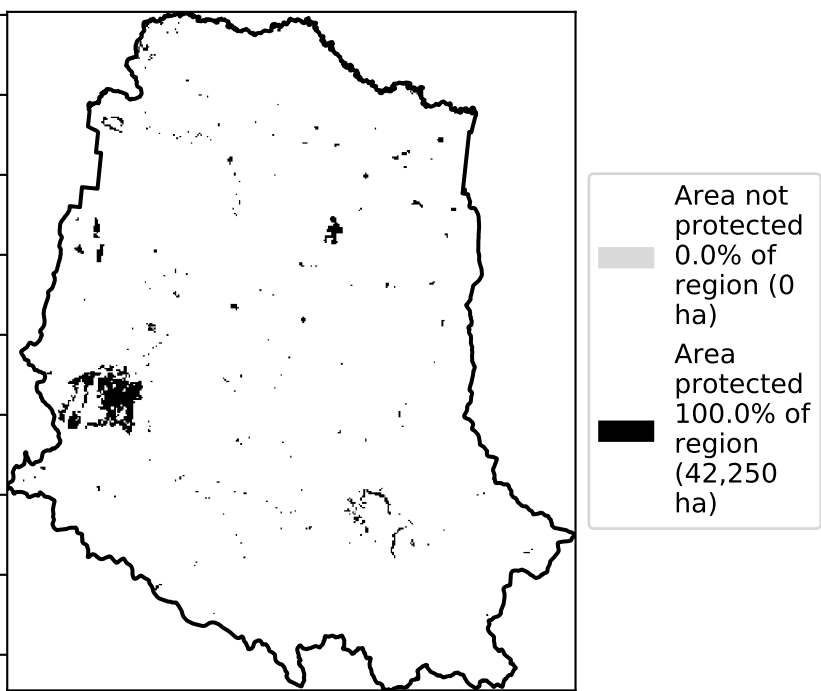 Area not
protected
0.0% of
region (0
ha)
Area
protected
100.0% of
region
(42,250
ha)